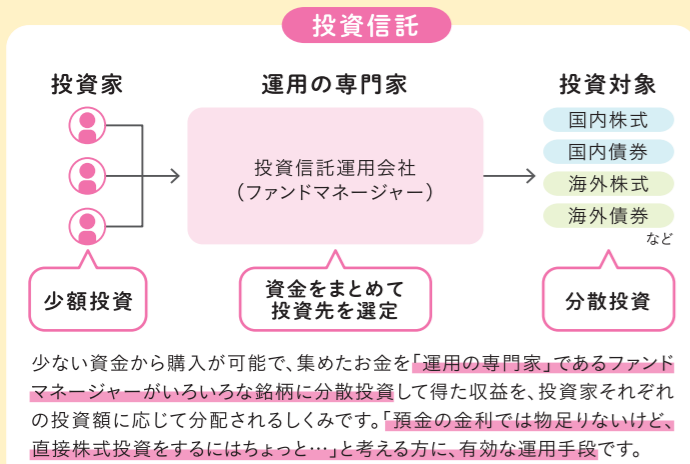 投資信託
投資家
運用の専門家
投資対象
投資信託運用会社
（ファンドマネージャー）
国内株式
国内債券
海外株式
海外債券
など
少額投資
資金をまとめて
投資先を選定
分散投資
少ない資金から購入が可能で、集めたお金を「運用の専門家」であるファンド
マネージャーがいろいろな銘柄に分散投資して得た収益を、投資家それぞれ
の投資額に応じて分配されるしくみです。「預金の金利では物足りないけど、
直接株式投資をするにはちょっと…」と考える方に、有効な運用手段です。